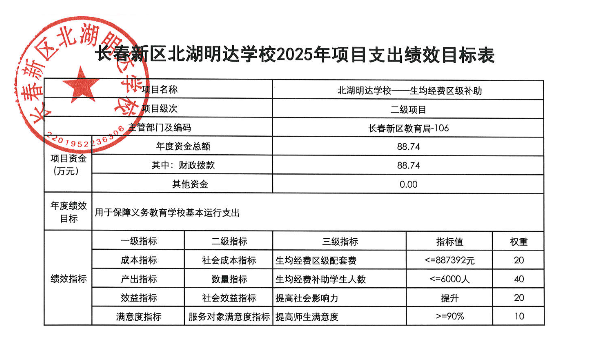 长春新区北湖明达学校2025年项目支出绩效目标表
长春新区北湖明达学校
2201952236306
项目名称 北湖明达学校——生均经费区级补助
项目级次 二级项目
主管部门及编码 长春新区教育局-106
项目资金（万元） 年度资金总额 88.74
其中：财政拨款 88.74
其他资金 0.00
年度绩效目标 用于保障义务教育学校基本运行支出
绩效指标 一级指标 二级指标 三级指标 指标值 权重
成本指标 社会成本指标 生均经费区级配套费 <=887392元 20
产出指标 数量指标 生均经费补助学生人数 <=6000人 40
效益指标 社会效益指标 提高社会影响力 提升 20
满意度指标 服务对象满意度指标 提高师生满意度 >=90% 10